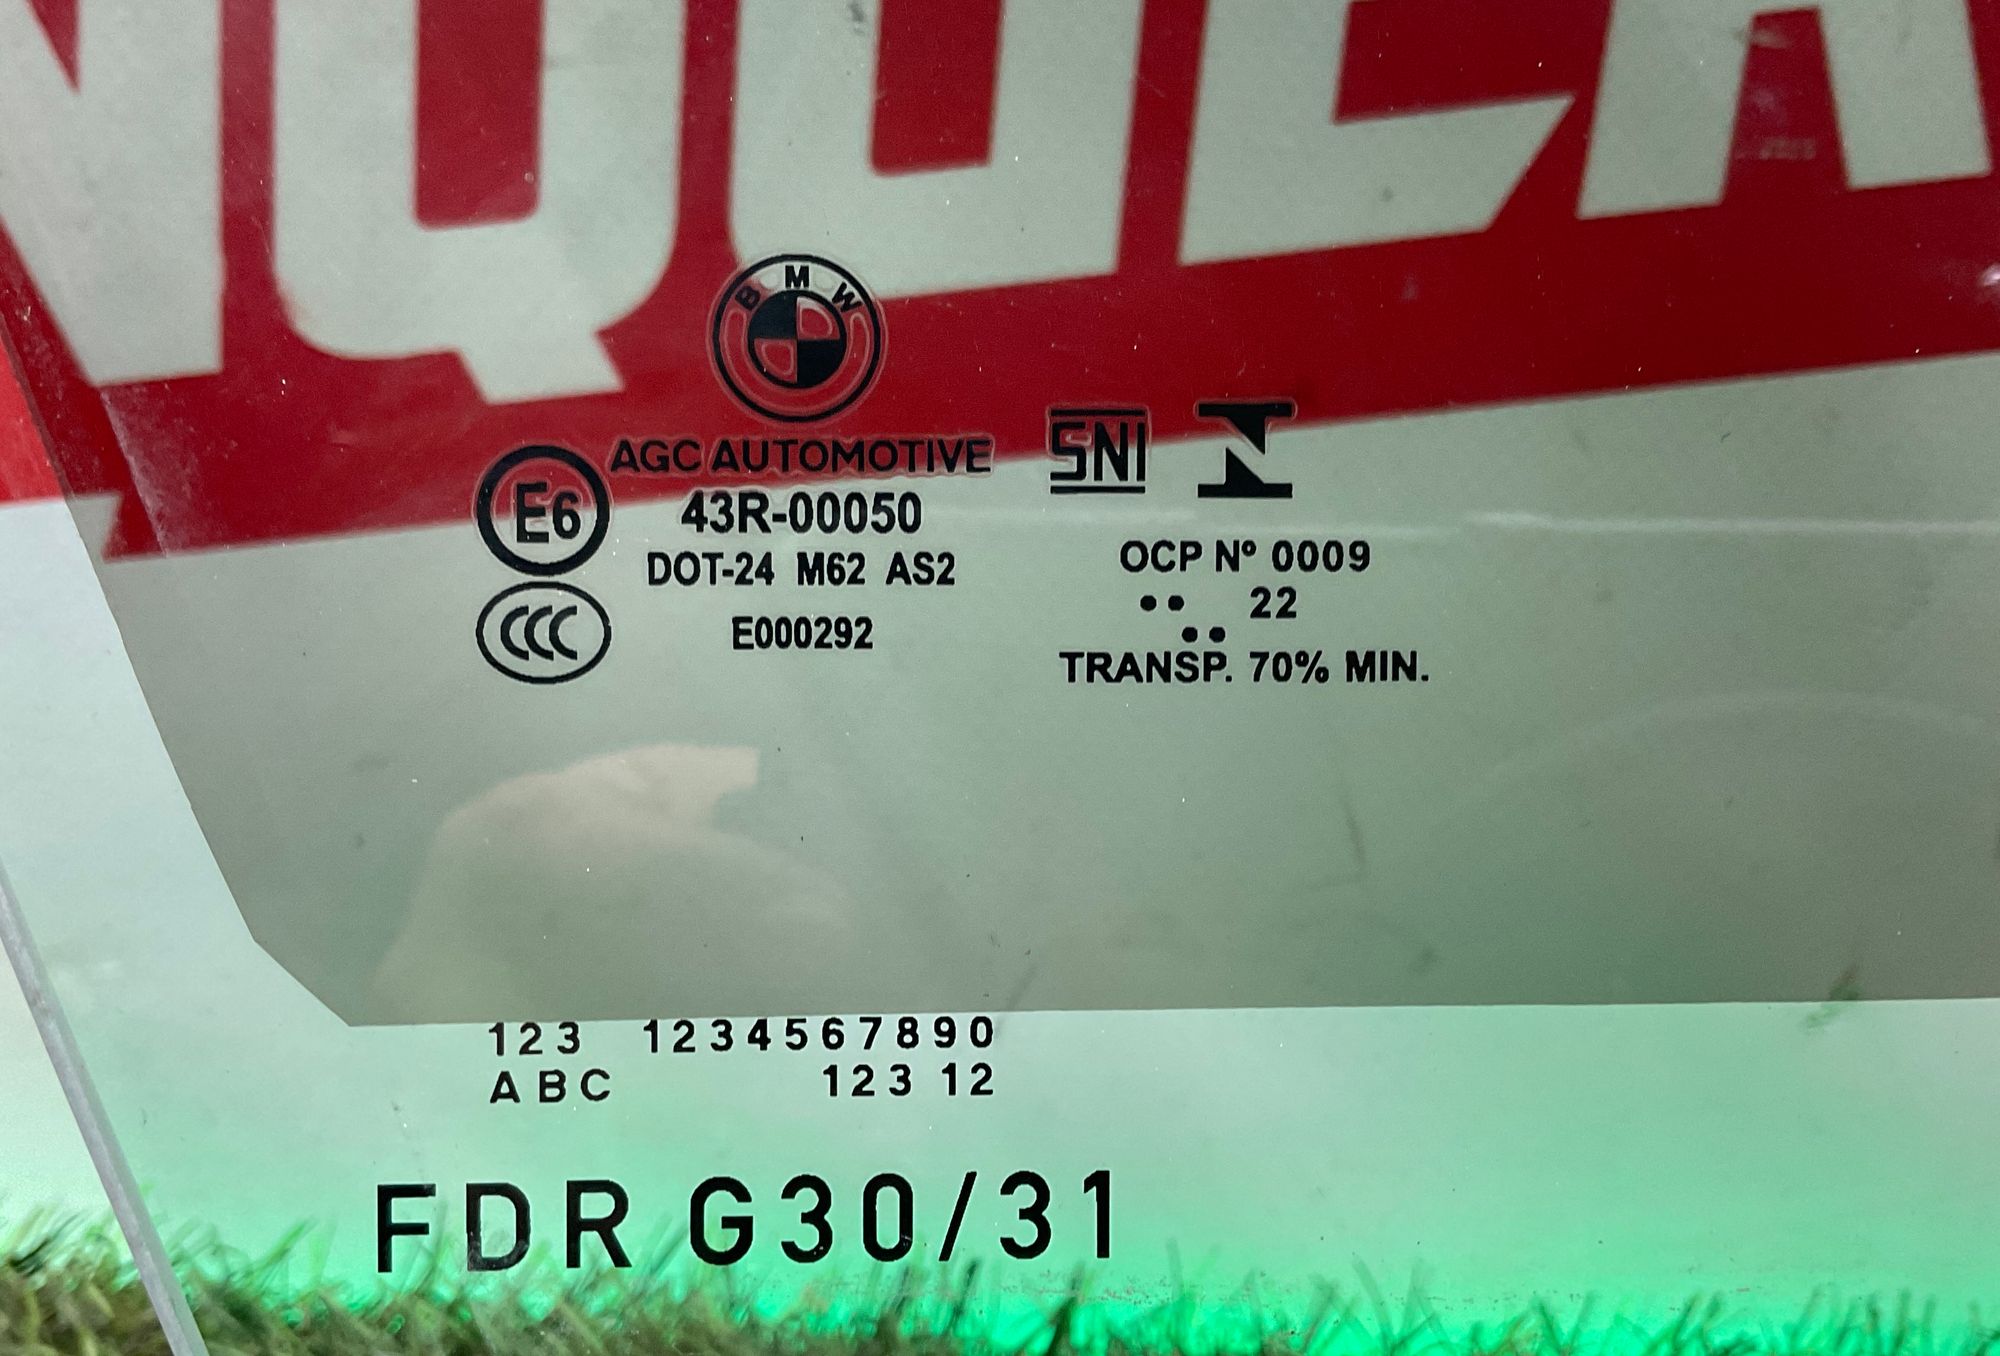 NQUER
BMW
AGC AUTOMOTIVE
E6
43R-00050
DOT-24 M62 AS2
CCC
E000292
SNI
OCP Nº 0009
.. 22
..
TRANSP. 70% MIN.
123 1234567890
ABC 123 12
FDR G30/31